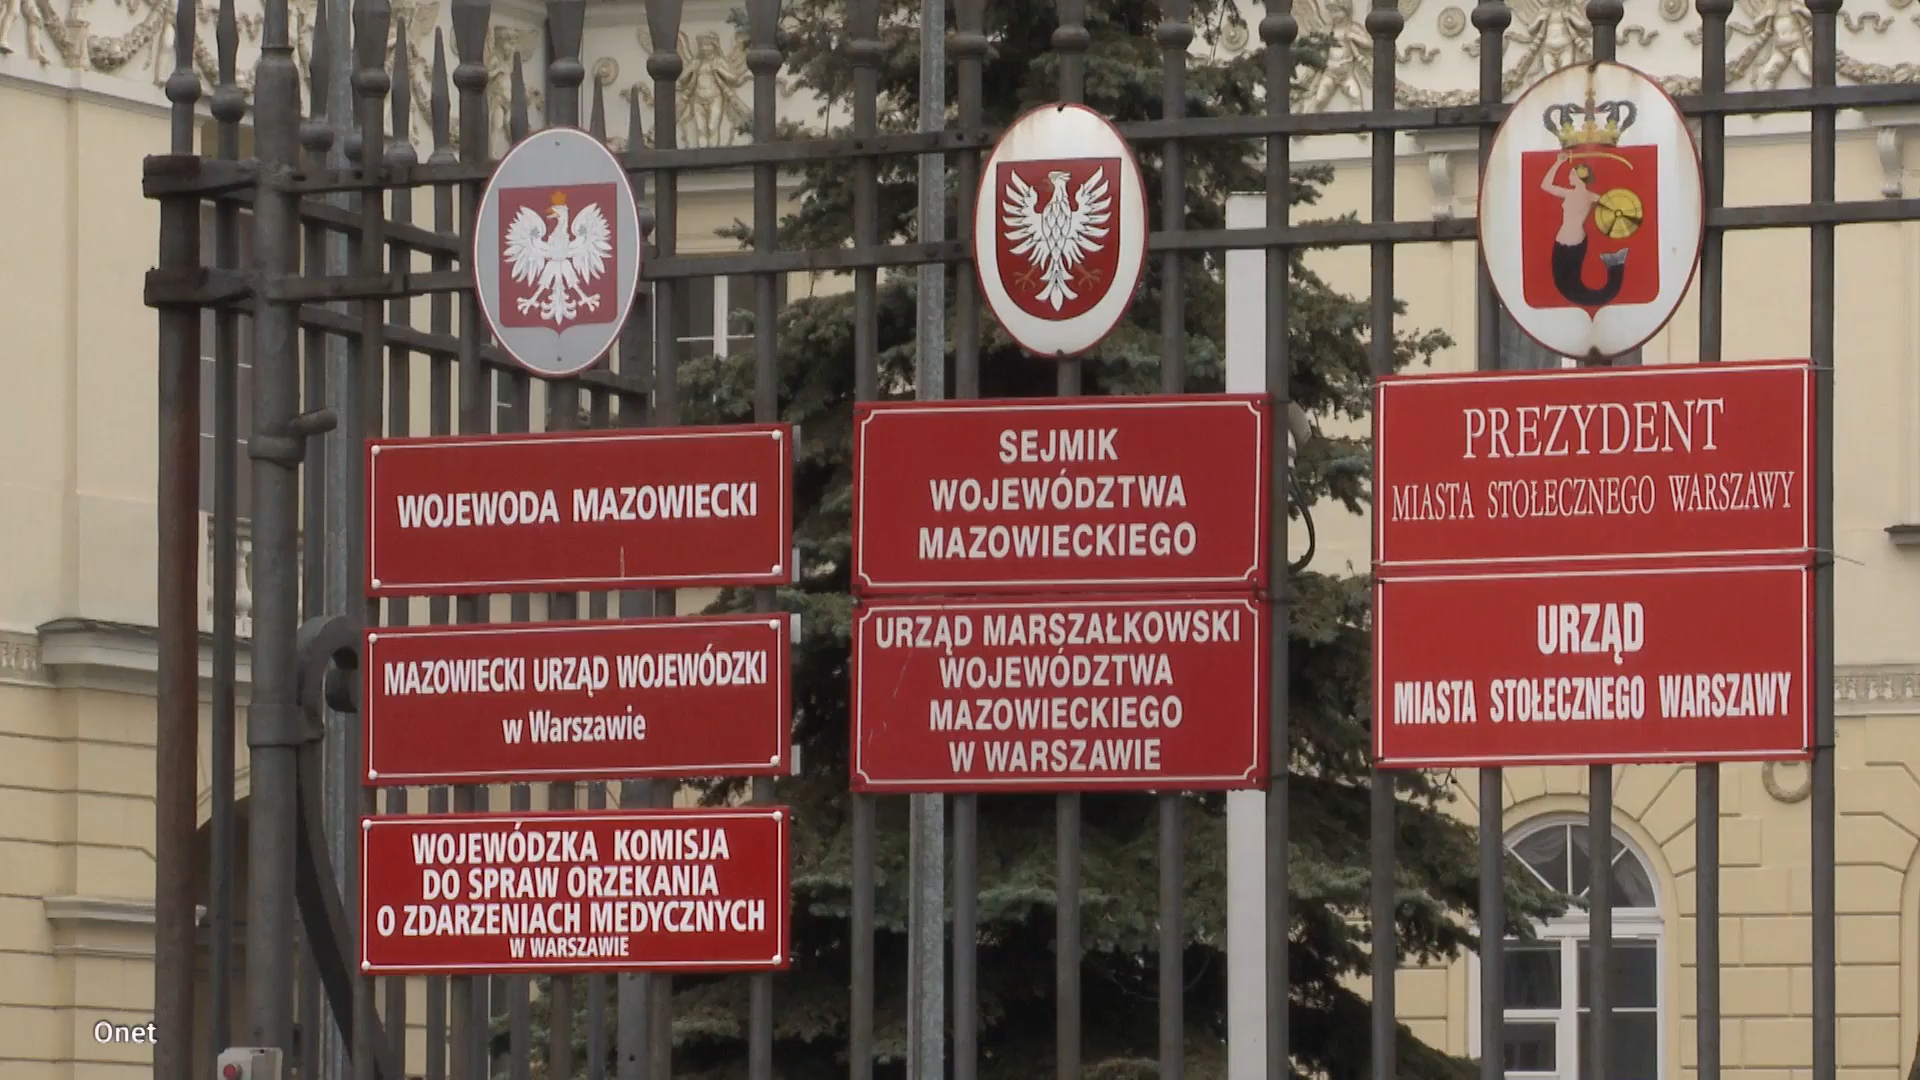 WOJEWODA MAZOWIECKI
MAZOWIECKI URZĄD WOJEWÓDZKI
w Warszawie
WOJEWÓDZKA KOMISJA
DO SPRAW ORZEKANIA
O ZDARZENIACH MEDYCZNYCH
W WARSZAWIE
SEJMIK
WOJEWÓDZTWA
MAZOWIECKIEGO
URZĄD MARSZAŁKOWSKI
WOJEWÓDZTWA
MAZOWIECKIEGO
W WARSZAWIE
PREZYDENT
MIASTA STOŁECZNEGO WARSZAWY
URZĄD
MIASTA STOŁECZNEGO WARSZAWY
Onet